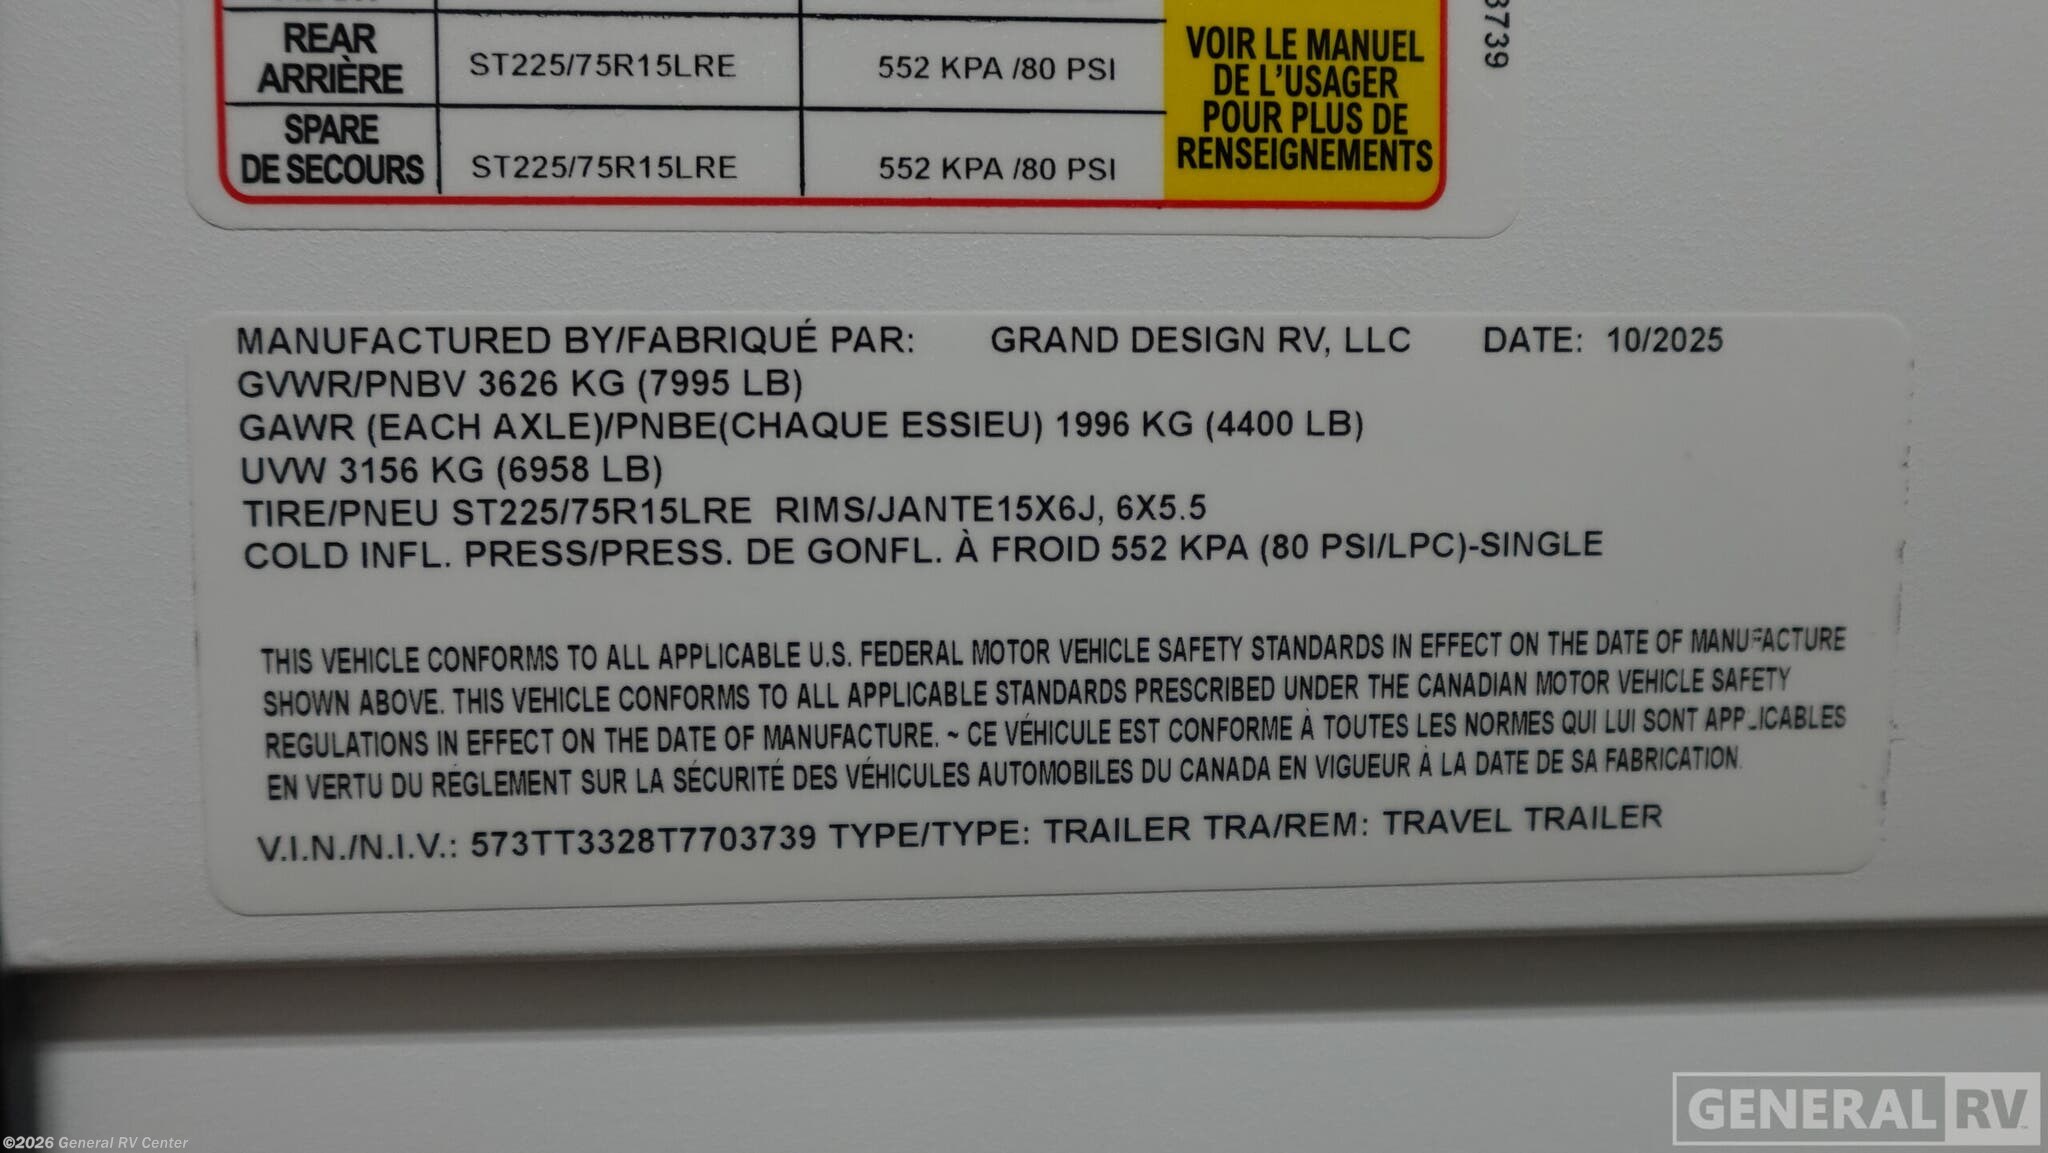 REAR
ARRIÈRE
ST225/75R15LRE
552 KPA /80 PSI
SPARE
DE SECOURS
ST225/75R15LRE
552 KPA /80 PSI
VOIR LE MANUEL
DE L'USAGER
POUR PLUS DE
RENSEIGNEMENTS
3739
MANUFACTURED BY/FABRIQUÉ PAR: GRAND DESIGN RV, LLC DATE: 10/2025
GVWR/PNBV 3626 KG (7995 LB)
GAWR (EACH AXLE)/PNBE(CHAQUE ESSIEU) 1996 KG (4400 LB)
UVW 3156 KG (6958 LB)
TIRE/PNEU ST225/75R15LRE RIMS/JANTE15X6J, 6X5.5
COLD INFL. PRESS/PRESS. DE GONFL. À FROID 552 KPA (80 PSI/LPC)-SINGLE
THIS VEHICLE CONFORMS TO ALL APPLICABLE U.S. FEDERAL MOTOR VEHICLE SAFETY STANDARDS IN EFFECT ON THE DATE OF MANUFACTURE
SHOWN ABOVE. THIS VEHICLE CONFORMS TO ALL APPLICABLE STANDARDS PRESCRIBED UNDER THE CANADIAN MOTOR VEHICLE SAFETY
REGULATIONS IN EFFECT ON THE DATE OF MANUFACTURE. ~ CE VÉHICULE EST CONFORME À TOUTES LES NORMES QUI LUI SONT APPLICABLES
EN VERTU DU RÉGLEMENT SUR LA SÉCURITÉ DES VÉHICULES AUTOMOBILES DU CANADA EN VIGUEUR À LA DATE DE SA FABRICATION.
V.I.N./N.I.V.: 573TT3328T7703739 TYPE/TYPE: TRAILER TRA/REM: TRAVEL TRAILER
GENERAL RV
©2026 General RV Center